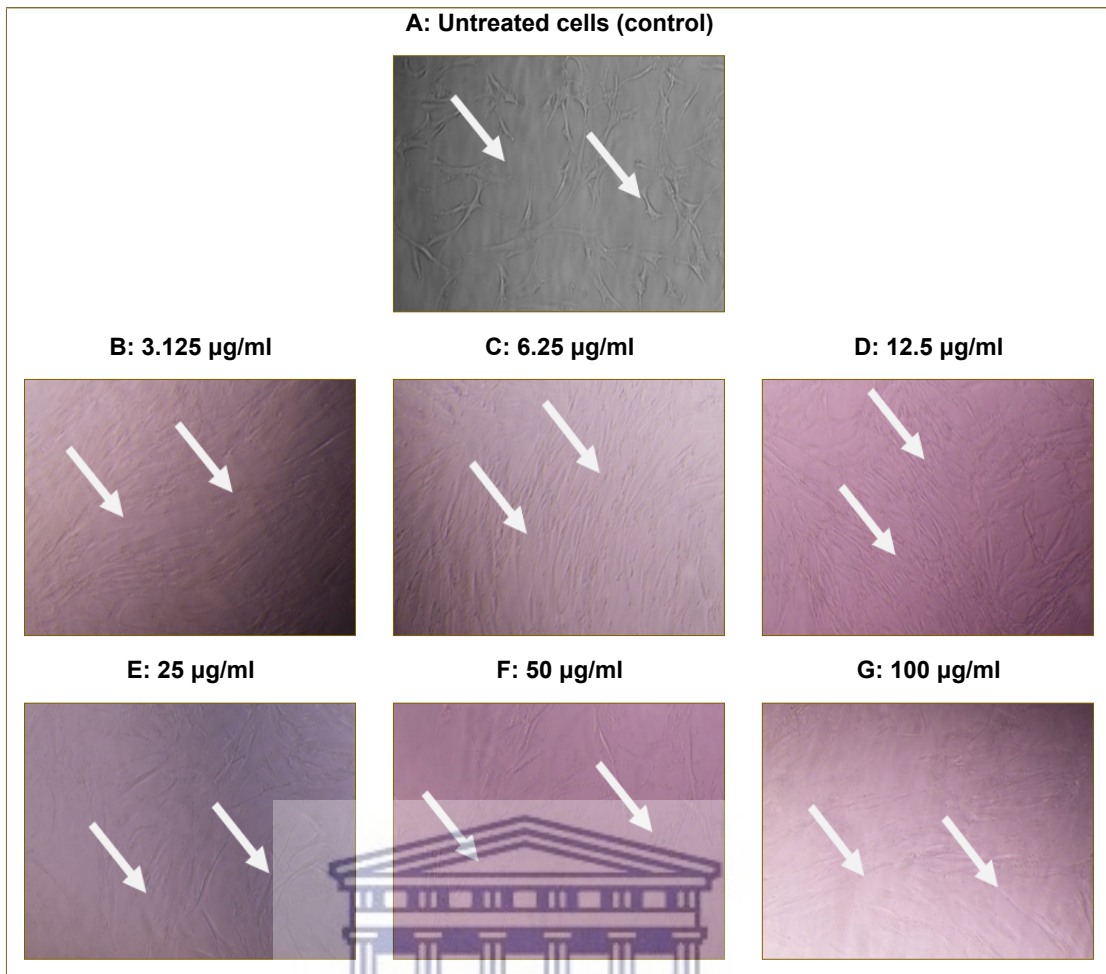 A: Untreated cells (control)
B: 3.125 µg/ml
C: 6.25 µg/ml
D: 12.5 µg/ml
E: 25 µg/ml
F: 50 µg/ml
G: 100 µg/ml